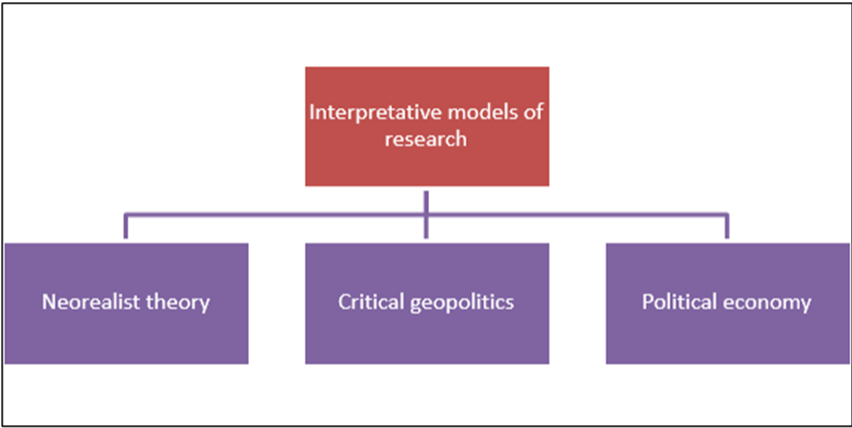 Interpretative models of
research
Neorealist theory
Critical geopolitics
Political economy